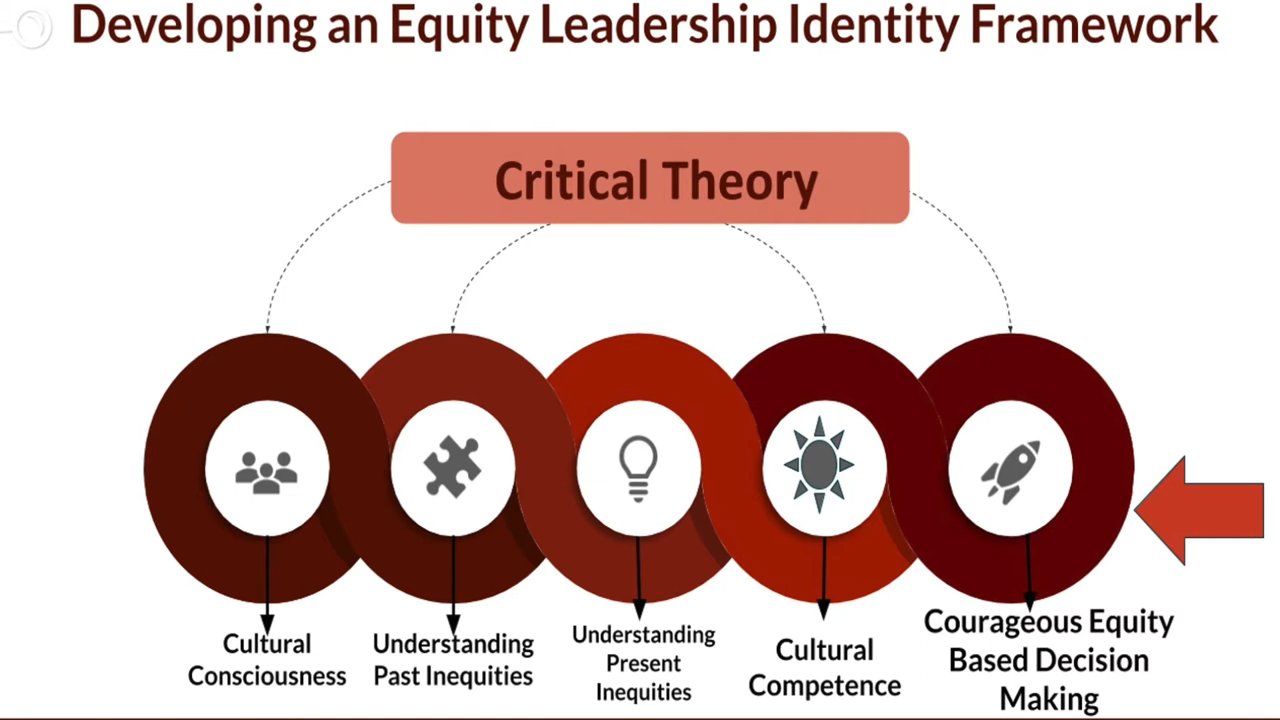 Developing an Equity Leadership Identity Framework
Critical Theory
Cultural
Consciousness
Understanding
Past Inequities
Understanding
Present
Inequities
Cultural
Competence
Courageous Equity
Based Decision
Making